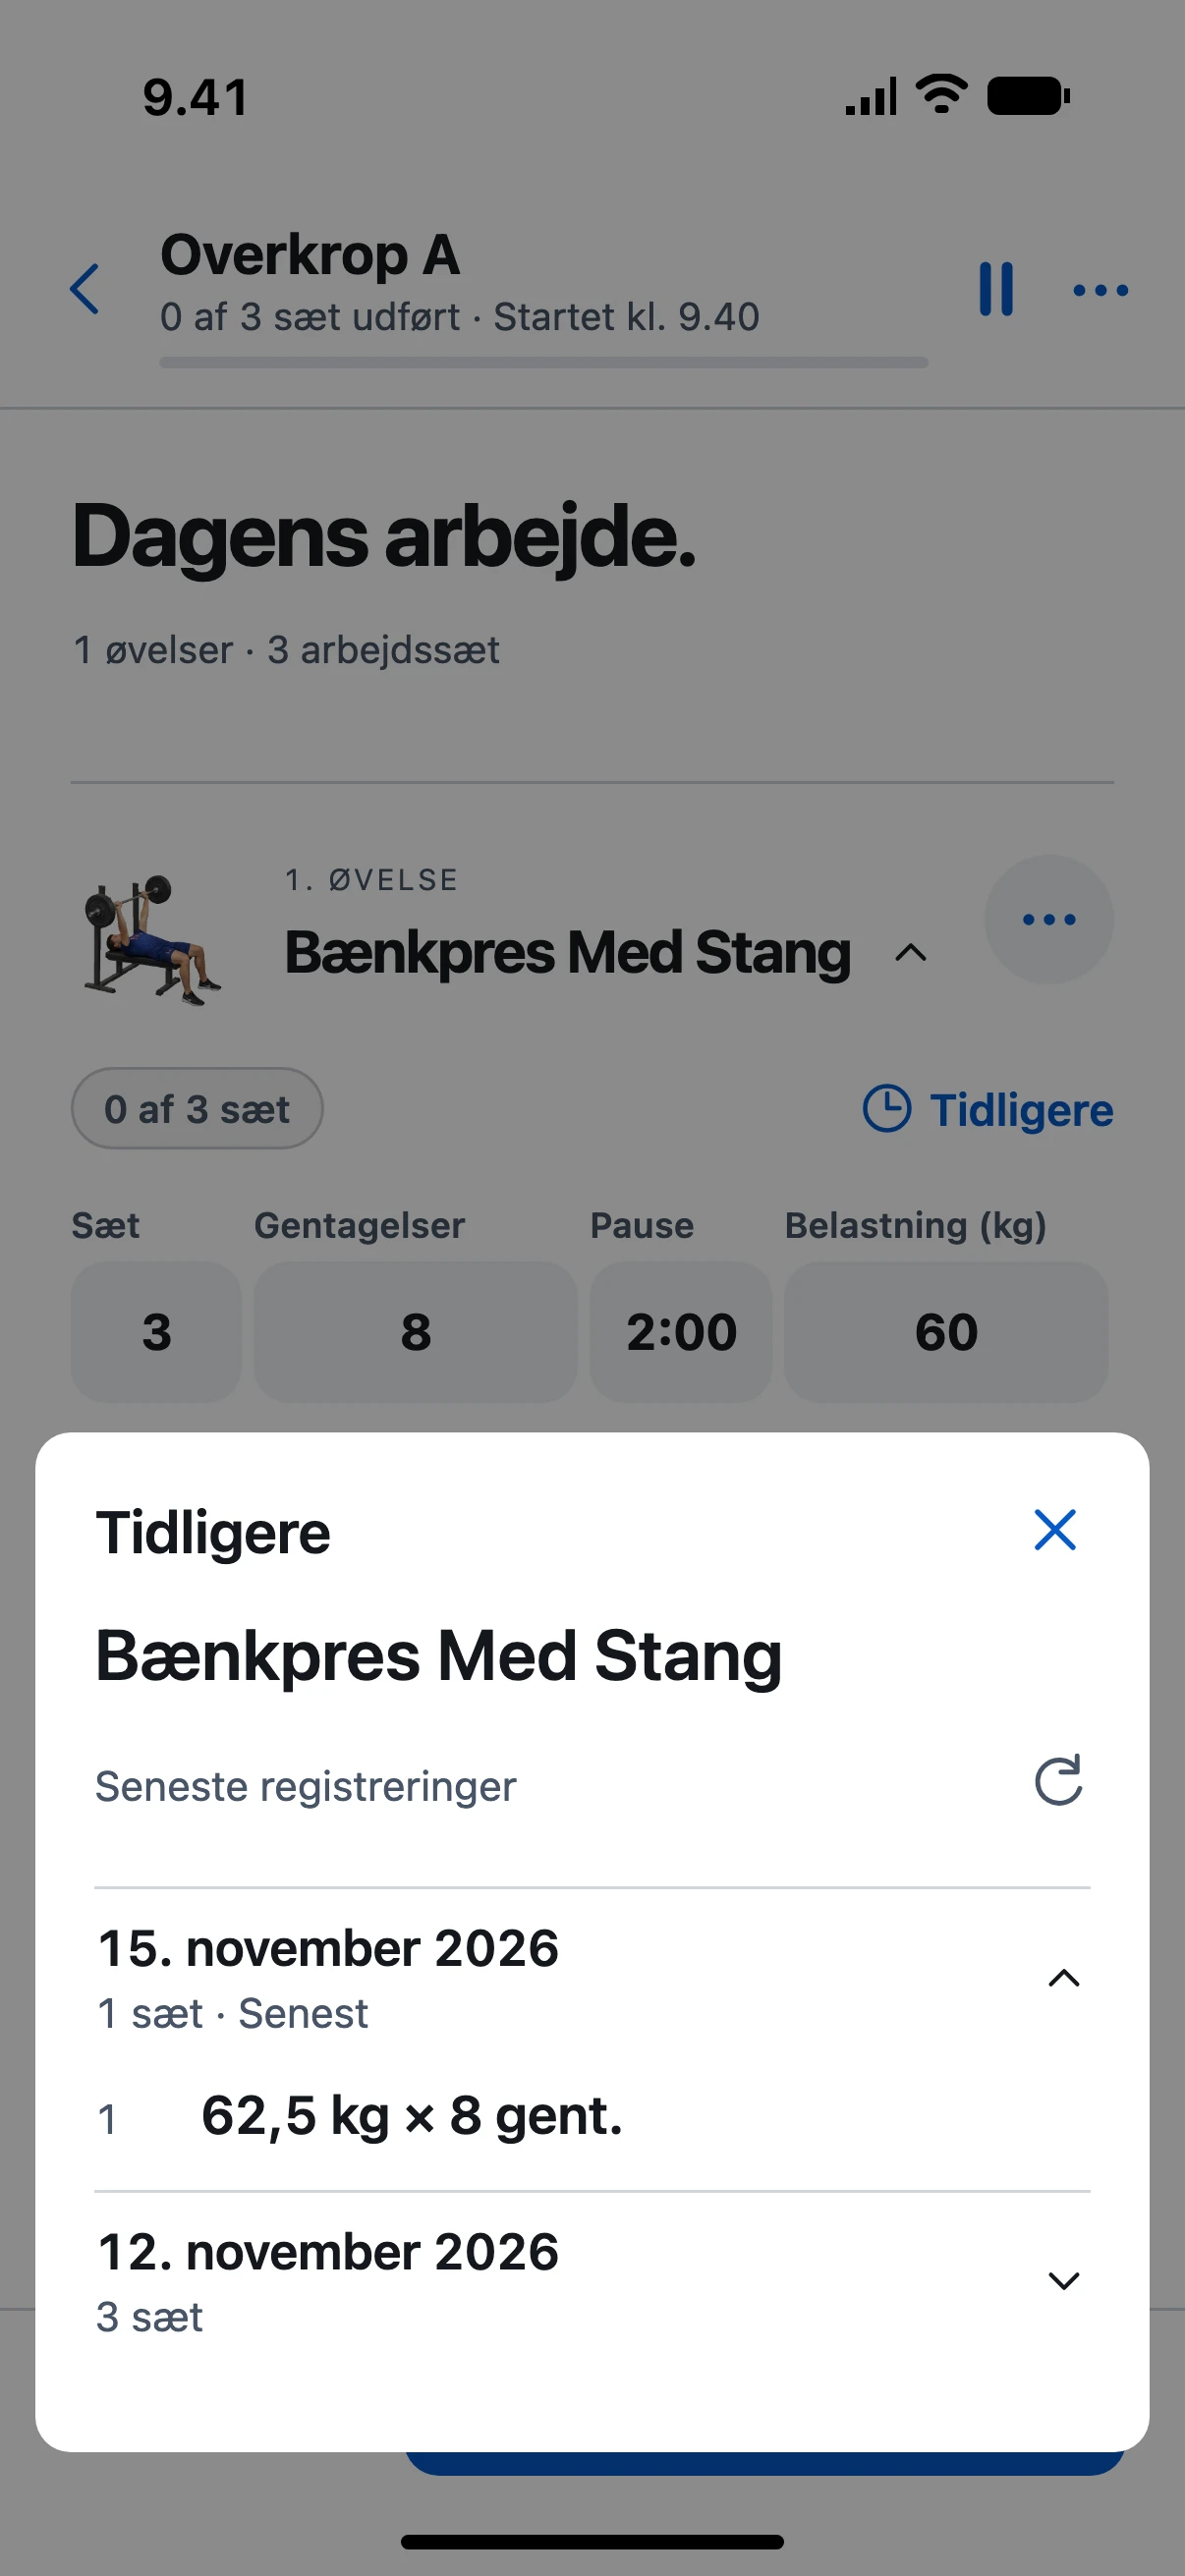 9.41
Overkrop A
0 af 3 sæt udført · Startet kl. 9.40
Dagens arbejde.
1 øvelser · 3 arbejdssæt
1. ØVELSE
Bænkpres Med Stang
0 af 3 sæt
Tidligere
Sæt Gentagelser Pause Belastning (kg)
3 8 2:00 60
Tidligere
Bænkpres Med Stang
Seneste registreringer
15. november 2026
1 sæt · Senest
1 62,5 kg × 8 gent.
12. november 2026
3 sæt